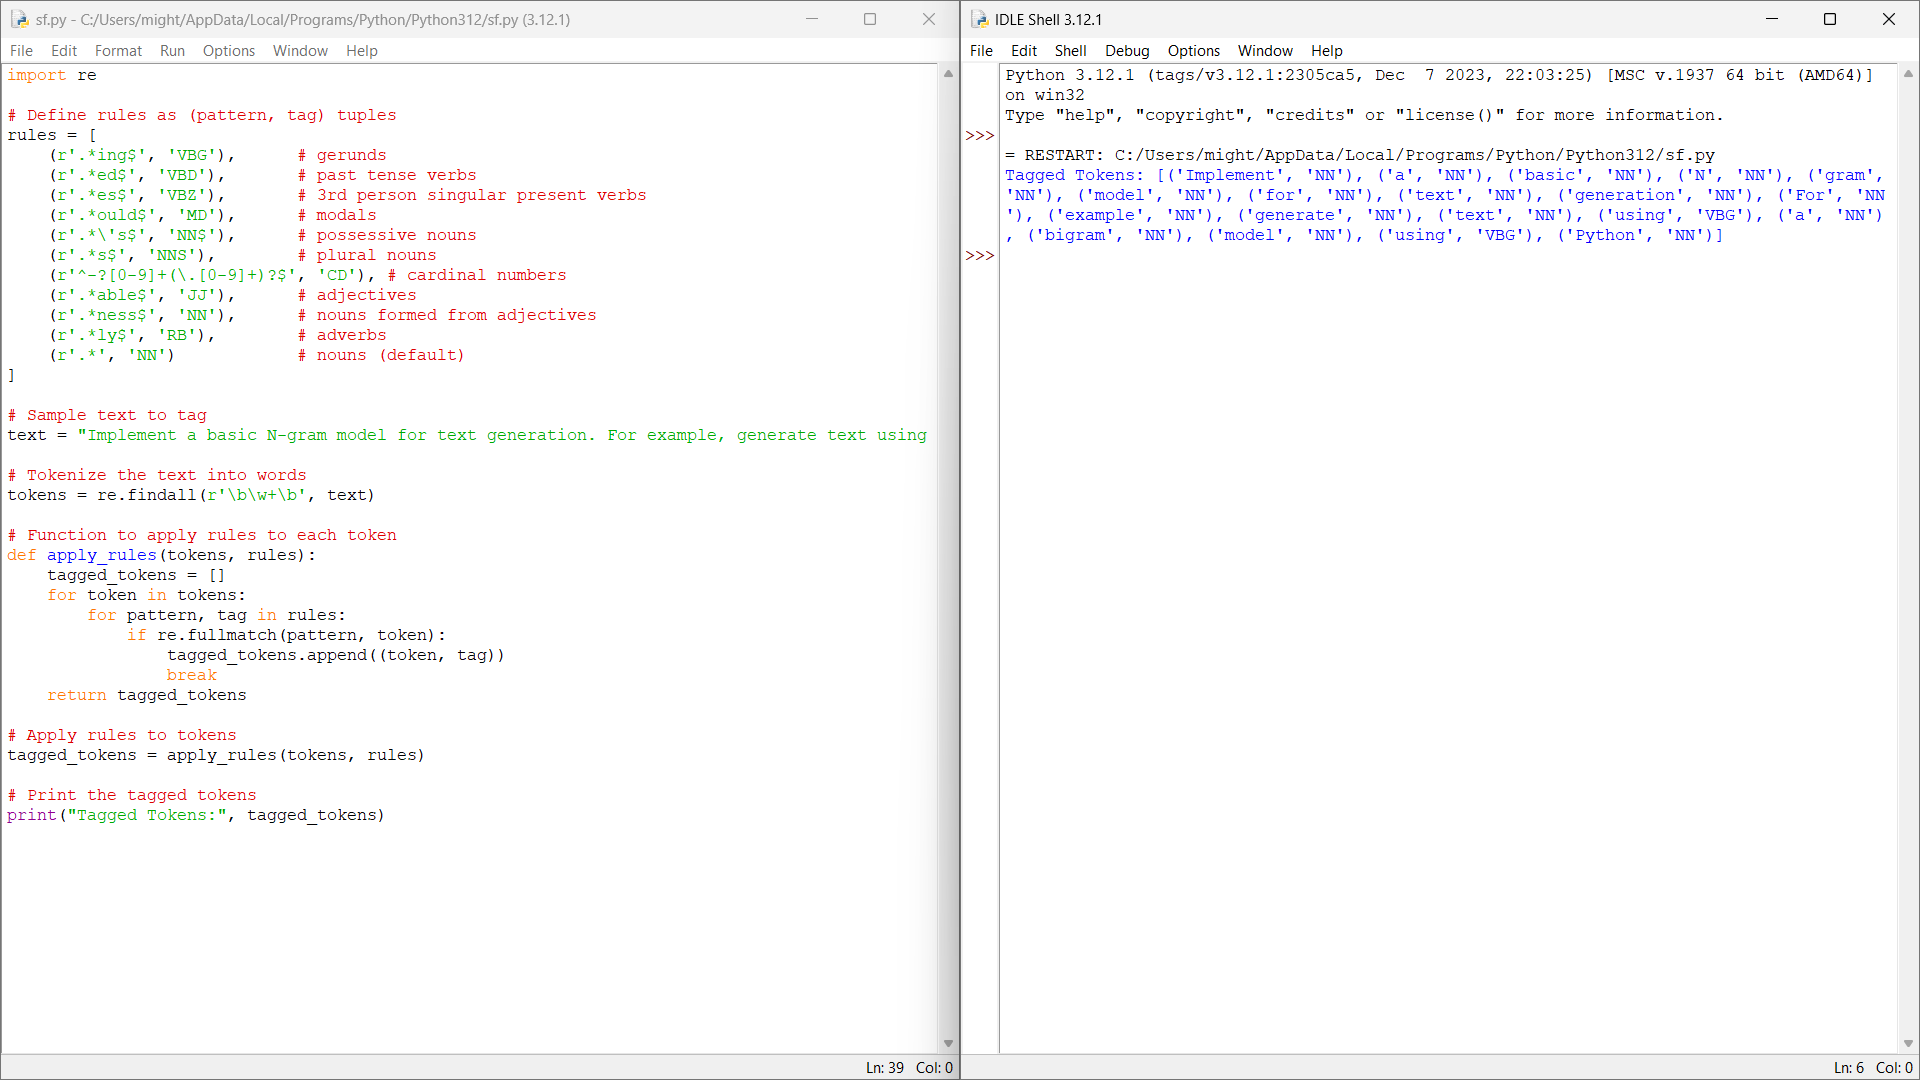 sf.py - C:/Users/might/AppData/Local/Programs/Python/Python312/sf.py (3.12.1)
File Edit Format Run Options Window Help
import re

# Define rules as (pattern, tag) tuples
rules = [
    (r'.*ing$', 'VBG'),      # gerunds
    (r'.*ed$', 'VBD'),       # past tense verbs
    (r'.*es$', 'VBZ'),       # 3rd person singular present verbs
    (r'.*ould$', 'MD'),      # modals
    (r'.*\'s$', 'NN$'),      # possessive nouns
    (r'.*s$', 'NNS'),        # plural nouns
    (r'^-?[0-9]+(\.[0-9]+)?$', 'CD'), # cardinal numbers
    (r'.*able$', 'JJ'),      # adjectives
    (r'.*ness$', 'NN'),      # nouns formed from adjectives
    (r'.*ly$', 'RB'),        # adverbs
    (r'.*', 'NN')            # nouns (default)
]

# Sample text to tag
text = "Implement a basic N-gram model for text generation. For example, generate text using

# Tokenize the text into words
tokens = re.findall(r'\b\w+\b', text)

# Function to apply rules to each token
def apply_rules(tokens, rules):
    tagged_tokens = []
    for token in tokens:
        for pattern, tag in rules:
            if re.fullmatch(pattern, token):
                tagged_tokens.append((token, tag))
                break
    return tagged_tokens

# Apply rules to tokens
tagged_tokens = apply_rules(tokens, rules)

# Print the tagged tokens
print("Tagged Tokens:", tagged_tokens)
Ln: 39 Col: 0
IDLE Shell 3.12.1
File Edit Shell Debug Options Window Help
Python 3.12.1 (tags/v3.12.1:2305ca5, Dec  7 2023, 22:03:25) [MSC v.1937 64 bit (AMD64)]
on win32
Type "help", "copyright", "credits" or "license()" for more information.
>>>
= RESTART: C:/Users/might/AppData/Local/Programs/Python/Python312/sf.py
Tagged Tokens: [('Implement', 'NN'), ('a', 'NN'), ('basic', 'NN'), ('N', 'NN'), ('gram',
'NN'), ('model', 'NN'), ('for', 'NN'), ('text', 'NN'), ('generation', 'NN'), ('For', 'NN
'), ('example', 'NN'), ('generate', 'NN'), ('text', 'NN'), ('using', 'VBG'), ('a', 'NN')
, ('bigram', 'NN'), ('model', 'NN'), ('using', 'VBG'), ('Python', 'NN')]
>>>
Ln: 6 Col: 0